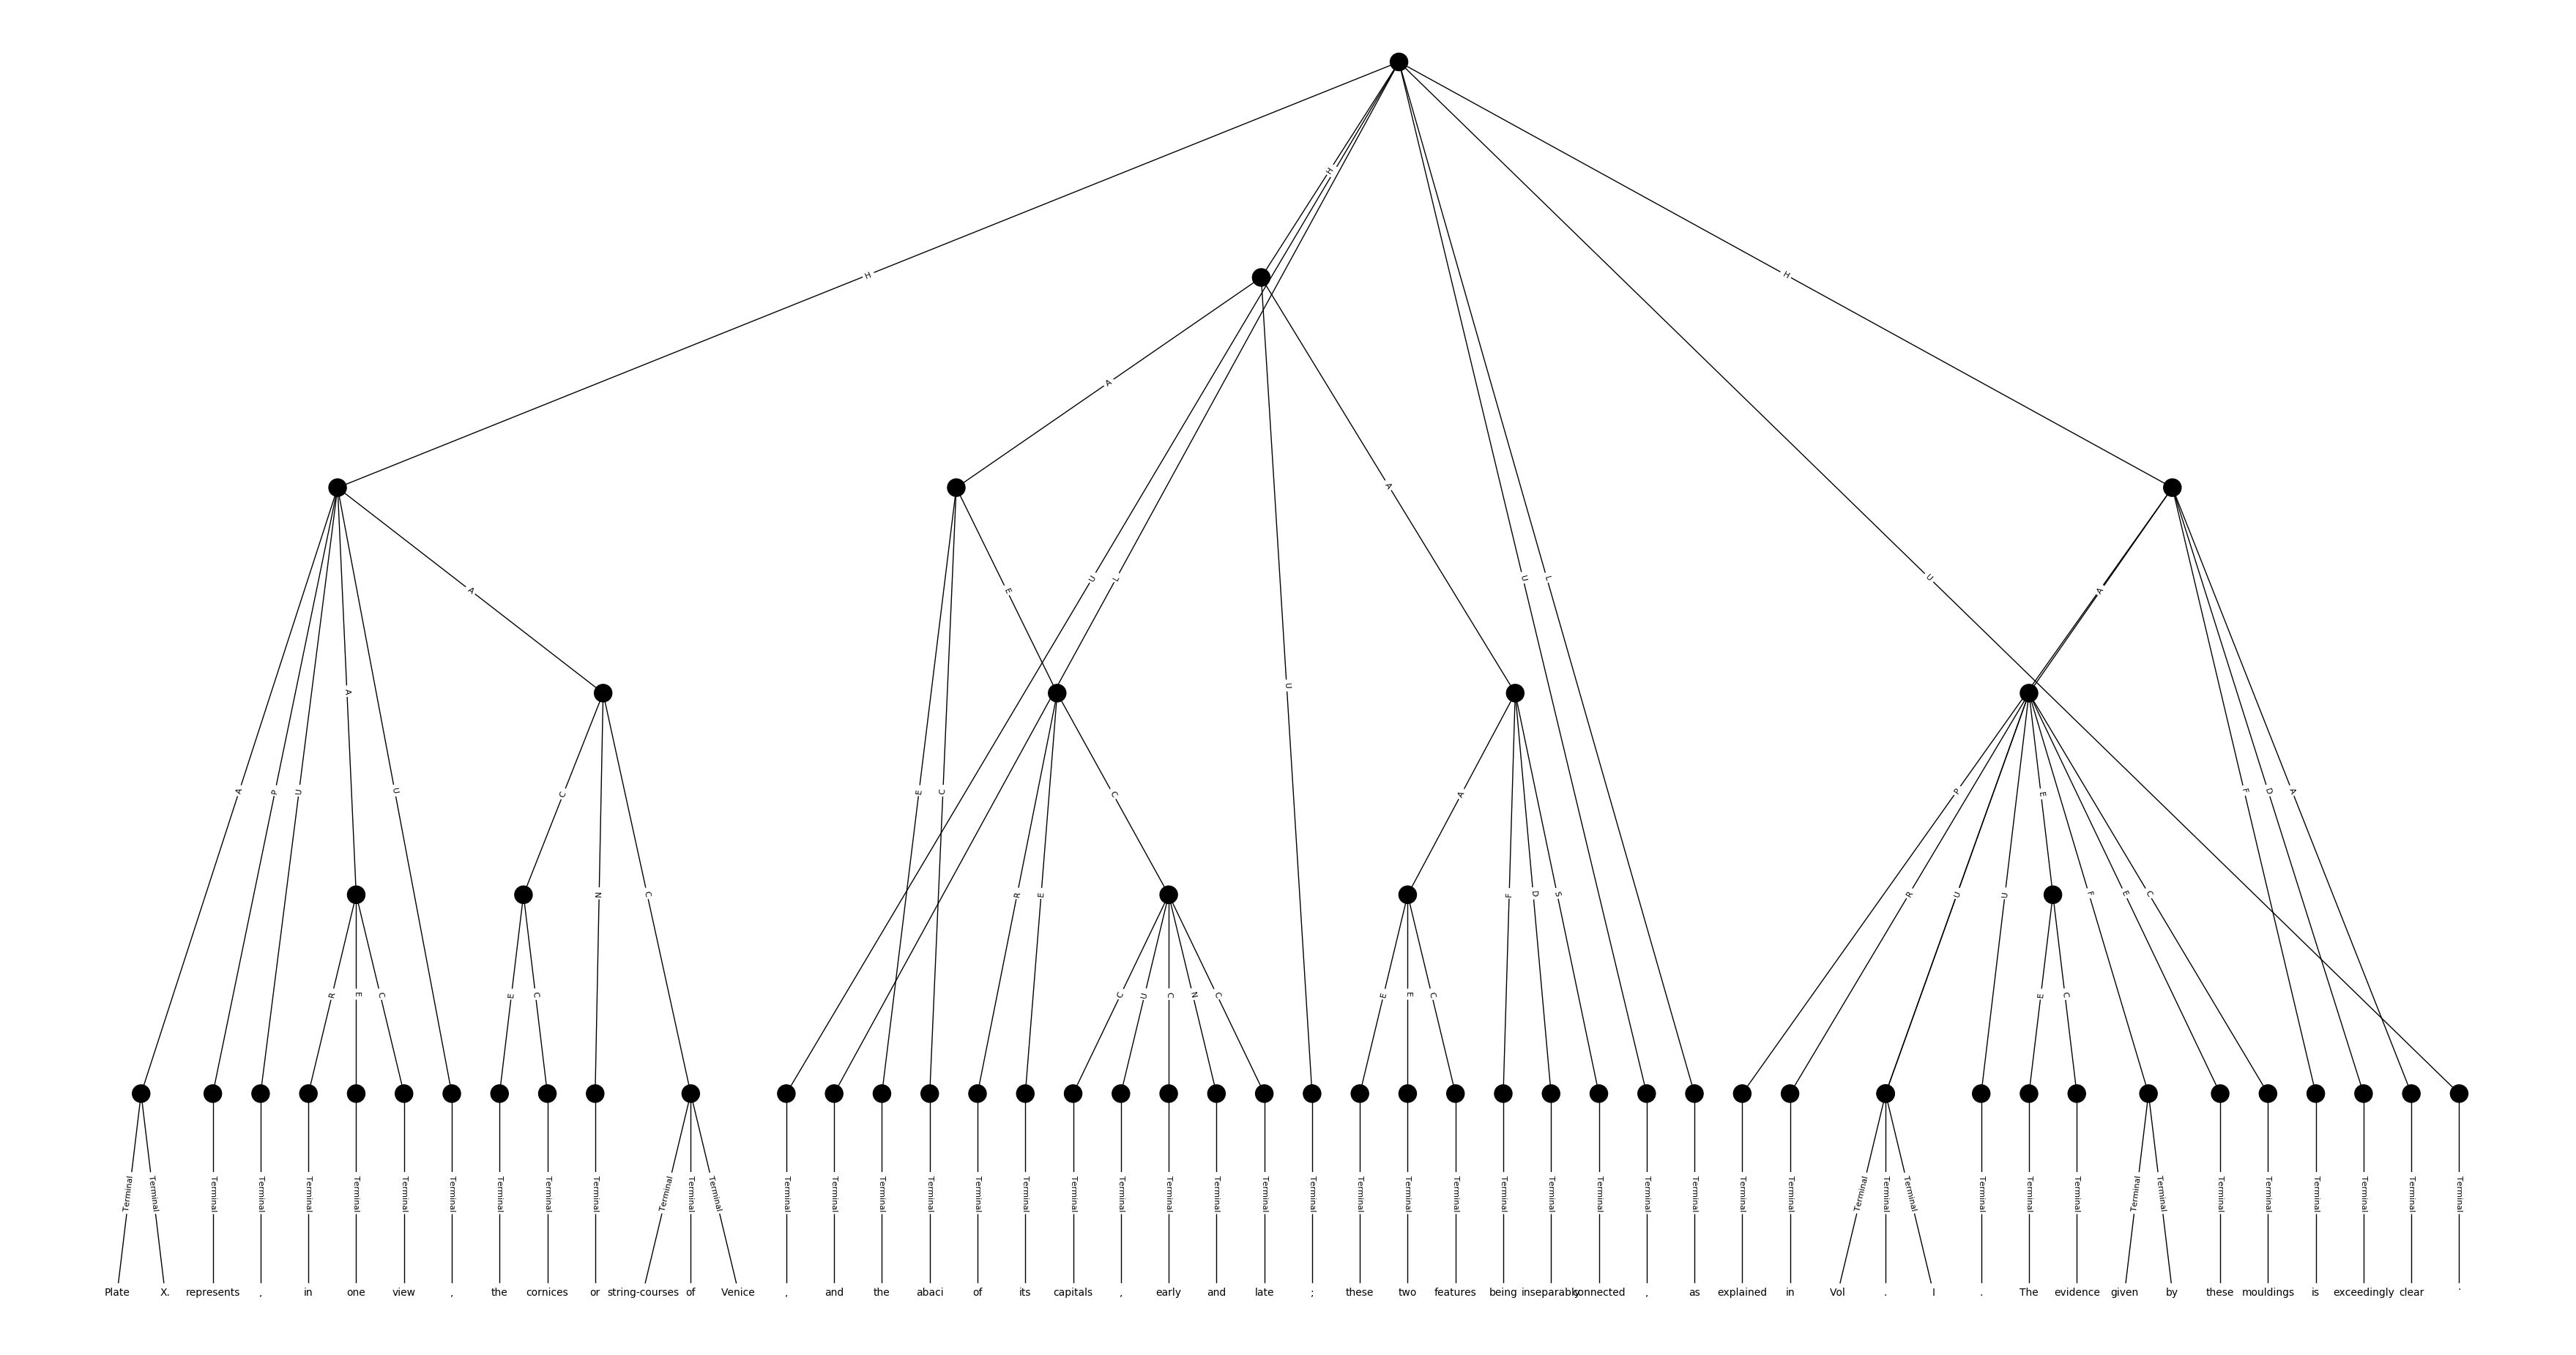 H
H
H
A
A
A
A
E
U
L
U
L
U
A
P
U
A
U
C
N
C
E
C
R
E
C
U
A
F
D
S
P
R
U
U
E
F
E
C
F
D
A
R
E
C
E
C
C
U
C
N
C
E
E
C
E
C
Terminal Terminal Terminal Terminal Terminal Terminal Terminal Terminal Terminal Terminal Terminal Terminal Terminal Terminal Terminal Terminal Terminal Terminal Terminal Terminal Terminal Terminal Terminal Terminal Terminal Terminal Terminal Terminal Terminal Terminal Terminal Terminal Terminal Terminal Terminal Terminal Terminal Terminal Terminal Terminal Terminal Terminal Terminal Terminal Terminal Terminal Terminal Terminal Terminal Terminal
Plate X. represents , in one view , the cornices or string-courses of Venice , and the abaci of its capitals , early and late ; these two features being inseparably connected , as explained in Vol . I . The evidence given by these mouldings is exceedingly clear .